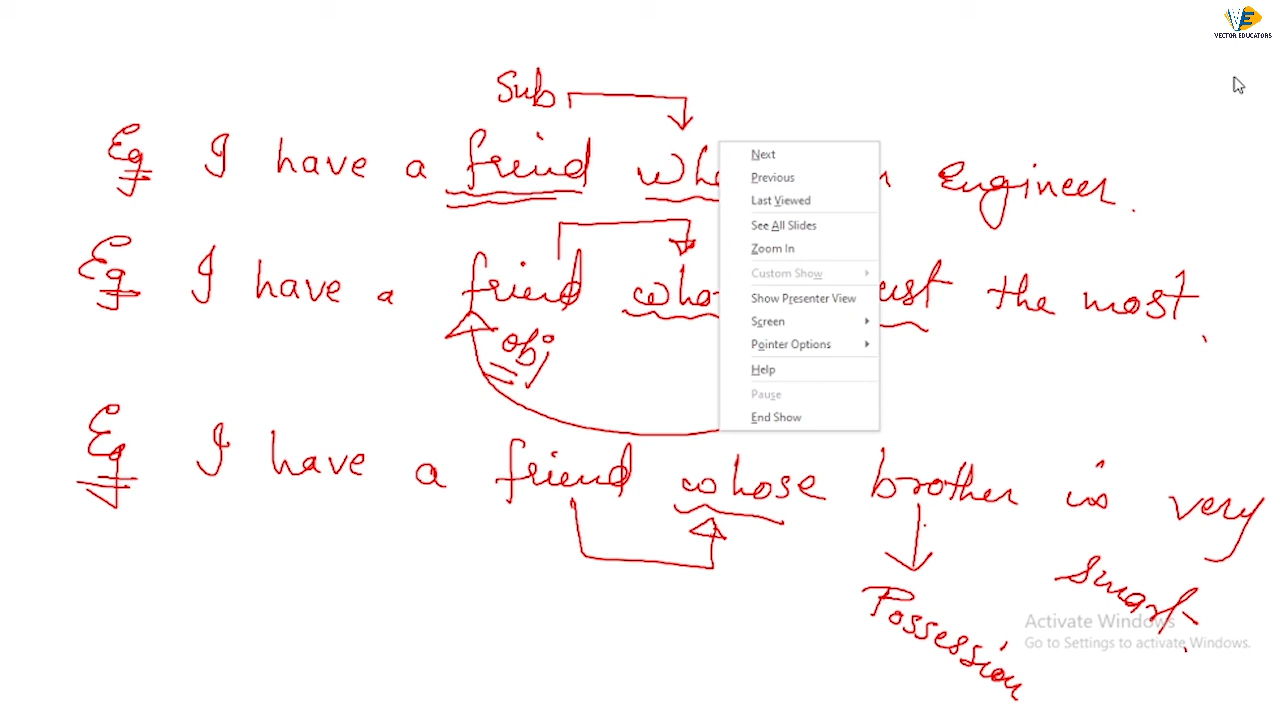 VECTOR EDUCATORS
Sub
Eg I have a friend Engineer.
Eg I have a friend the most.
obj
Eg I have a friend whose brother is very
smart.
Possession
Next
Previous
Last Viewed
See All Slides
Zoom In
Custom Show
Show Presenter View
Screen
Pointer Options
Help
Pause
End Show
Activate Windows
Go to Settings to activate Windows.